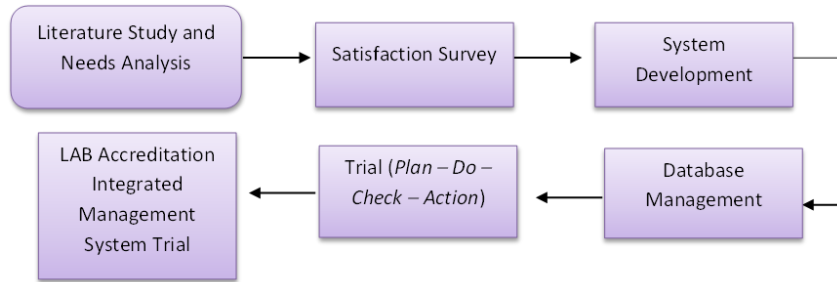 Literature Study and
Needs Analysis
Satisfaction Survey
System
Development
LAB Accreditation
Integrated
Management
System Trial
Trial (Plan – Do –
Check – Action)
Database
Management